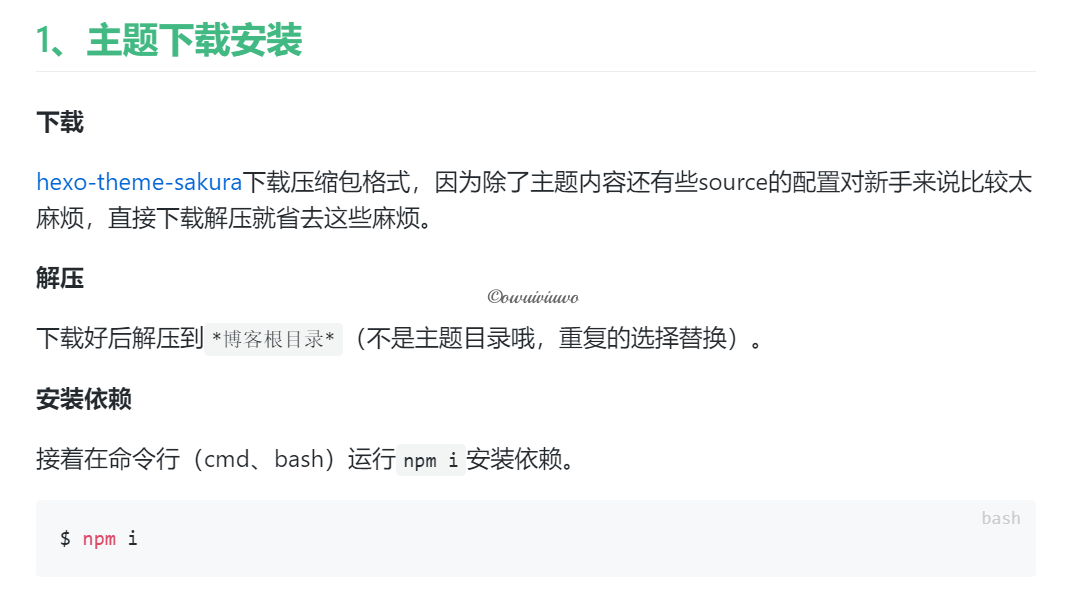 1、主题下载安装
下载
hexo-theme-sakura下载压缩包格式，因为除了主题内容还有些source的配置对新手来说比较太
麻烦，直接下载解压就省去这些麻烦。
解压
©owuiviuwo
下载好后解压到 *博客根目录* （不是主题目录哦，重复的选择替换）。
安装依赖
接着在命令行（cmd、bash）运行 npm i 安装依赖。
bash
$ npm i